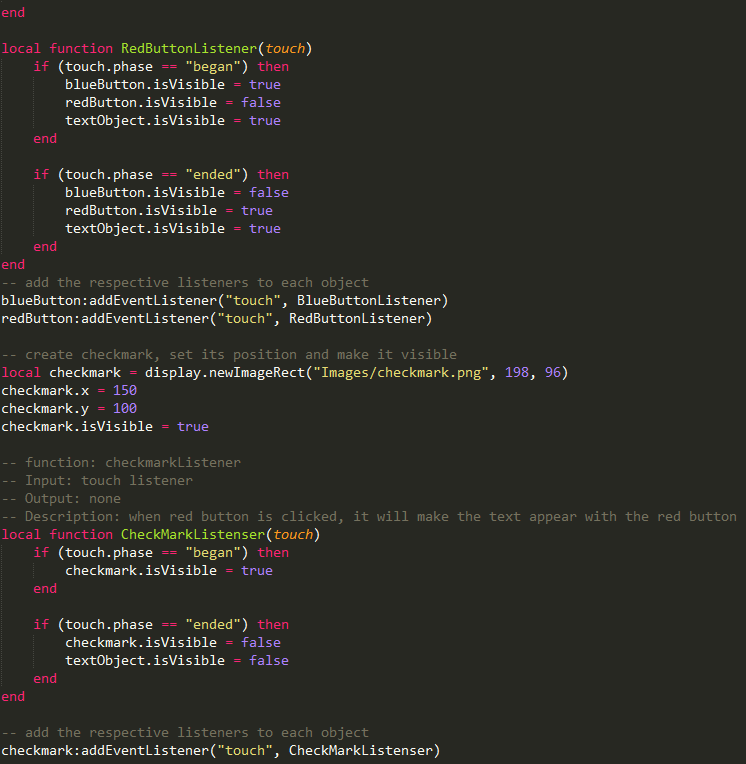 end
local function RedButtonListener(touch)
if (touch.phase == "began") then
blueButton.isVisible = true
redButton.isVisible = false
textObject.isVisible = true
end
if (touch.phase == "ended") then
blueButton.isVisible = false
redButton.isVisible = true
textObject.isVisible = true
end
end
-- add the respective listeners to each object
blueButton:addEventListener("touch", BlueButtonListener)
redButton:addEventListener("touch", RedButtonListener)
-- create checkmark, set its position and make it visible
local checkmark = display.newImageRect("Images/checkmark.png", 198, 96)
checkmark.x = 150
checkmark.y = 100
checkmark.isVisible = true
-- function: checkmarkListener
-- Input: touch listener
-- Output: none
-- Description: when red button is clicked, it will make the text appear with the red button
local function CheckMarkListenser(touch)
if (touch.phase == "began") then
checkmark.isVisible = true
end
if (touch.phase == "ended") then
checkmark.isVisible = false
textObject.isVisible = false
end
end
-- add the respective listeners to each object
checkmark:addEventListener("touch", CheckMarkListenser)